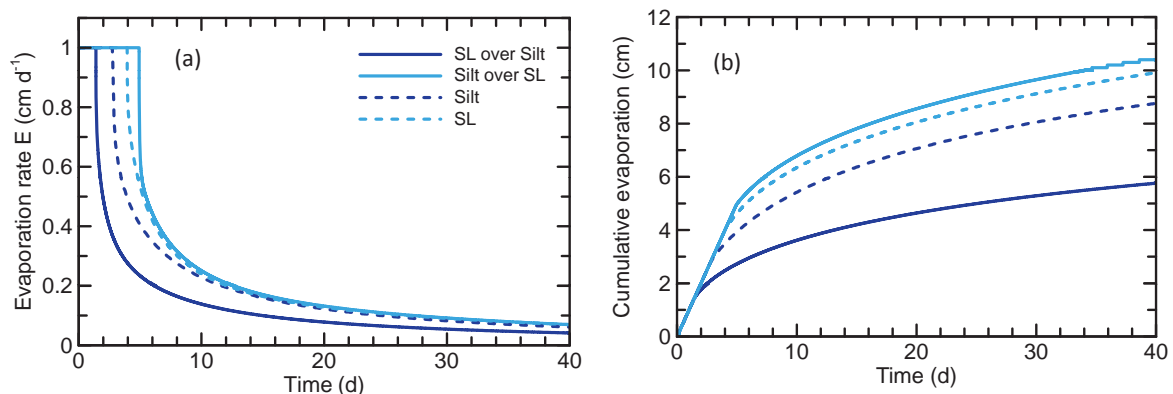 1
0.8
0.6
0.4
0.2
0
Evaporation rate E (cm d⁻¹)
(a)
SL over Silt
Silt over SL
Silt
SL
0 10 20 30 40
Time (d)
12
10
8
6
4
2
0
Cumulative evaporation (cm)
(b)
0 10 20 30 40
Time (d)